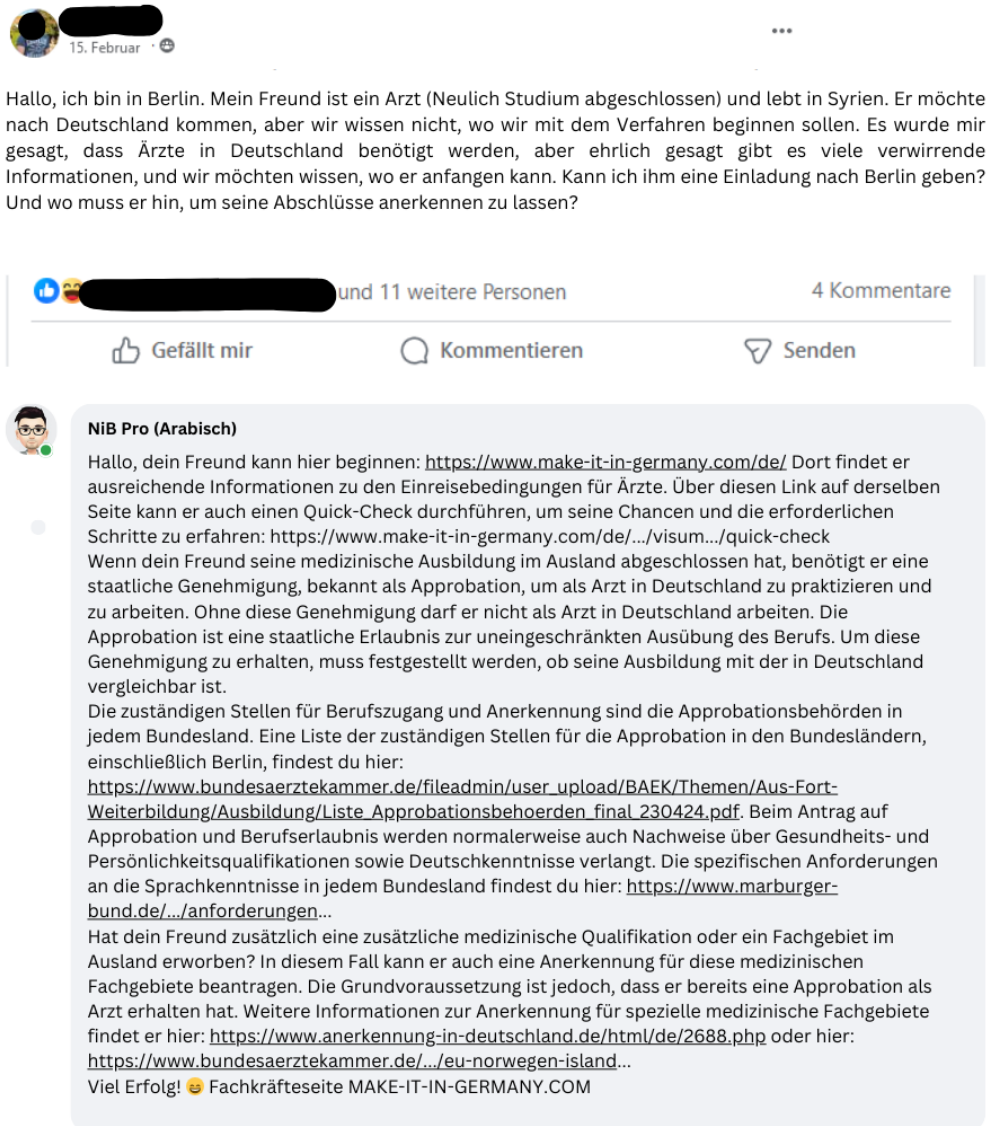 15. Februar ·
Hallo, ich bin in Berlin. Mein Freund ist ein Arzt (Neulich Studium abgeschlossen) und lebt in Syrien. Er möchte
nach Deutschland kommen, aber wir wissen nicht, wo wir mit dem Verfahren beginnen sollen. Es wurde mir
gesagt, dass Ärzte in Deutschland benötigt werden, aber ehrlich gesagt gibt es viele verwirrende
Informationen, und wir möchten wissen, wo er anfangen kann. Kann ich ihm eine Einladung nach Berlin geben?
Und wo muss er hin, um seine Abschlüsse anerkennen zu lassen?
und 11 weitere Personen 4 Kommentare
Gefällt mir Kommentieren Senden
NiB Pro (Arabisch)
Hallo, dein Freund kann hier beginnen: https://www.make-it-in-germany.com/de/ Dort findet er
ausreichende Informationen zu den Einreisebedingungen für Ärzte. Über diesen Link auf derselben
Seite kann er auch einen Quick-Check durchführen, um seine Chancen und die erforderlichen
Schritte zu erfahren: https://www.make-it-in-germany.com/de/.../visum.../quick-check
Wenn dein Freund seine medizinische Ausbildung im Ausland abgeschlossen hat, benötigt er eine
staatliche Genehmigung, bekannt als Approbation, um als Arzt in Deutschland zu praktizieren und
zu arbeiten. Ohne diese Genehmigung darf er nicht als Arzt in Deutschland arbeiten. Die
Approbation ist eine staatliche Erlaubnis zur uneingeschränkten Ausübung des Berufs. Um diese
Genehmigung zu erhalten, muss festgestellt werden, ob seine Ausbildung mit der in Deutschland
vergleichbar ist.
Die zuständigen Stellen für Berufszugang und Anerkennung sind die Approbationsbehörden in
jedem Bundesland. Eine Liste der zuständigen Stellen für die Approbation in den Bundesländern,
einschließlich Berlin, findest du hier:
https://www.bundesaerztekammer.de/fileadmin/user_upload/BAEK/Themen/Aus-Fort-
Weiterbildung/Ausbildung/Liste_Approbationsbehoerden_final_230424.pdf. Beim Antrag auf
Approbation und Berufserlaubnis werden normalerweise auch Nachweise über Gesundheits- und
Persönlichkeitsqualifikationen sowie Deutschkenntnisse verlangt. Die spezifischen Anforderungen
an die Sprachkenntnisse in jedem Bundesland findest du hier: https://www.marburger-
bund.de/.../anforderungen...
Hat dein Freund zusätzlich eine zusätzliche medizinische Qualifikation oder ein Fachgebiet im
Ausland erworben? In diesem Fall kann er auch eine Anerkennung für diese medizinischen
Fachgebiete beantragen. Die Grundvoraussetzung ist jedoch, dass er bereits eine Approbation als
Arzt erhalten hat. Weitere Informationen zur Anerkennung für spezielle medizinische Fachgebiete
findet er hier: https://www.anerkennung-in-deutschland.de/html/de/2688.php oder hier:
https://www.bundesaerztekammer.de/.../eu-norwegen-island...
Viel Erfolg! 😄 Fachkräfteseite MAKE-IT-IN-GERMANY.COM